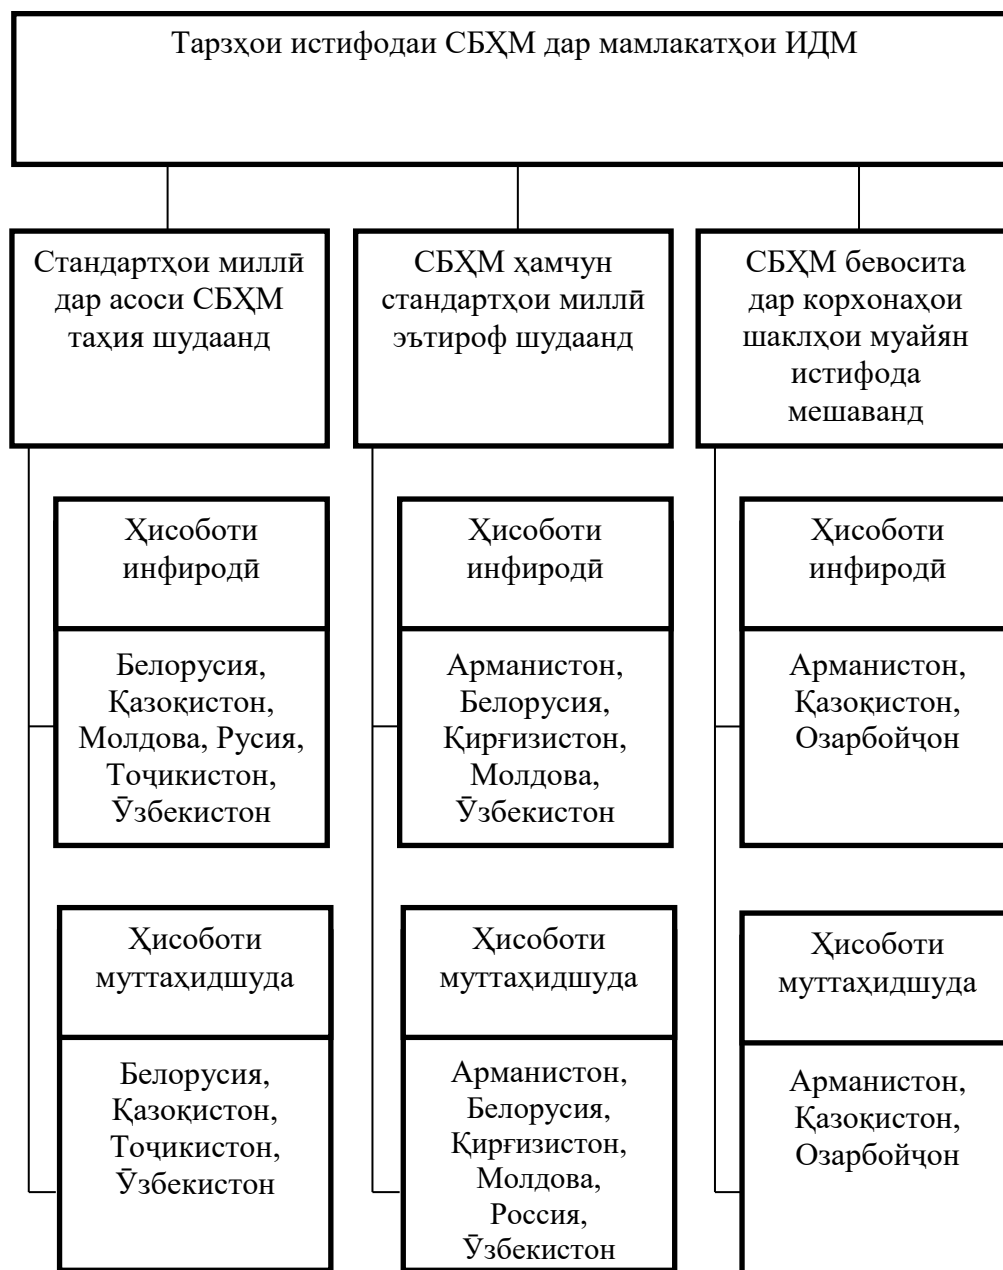 Тарзҳои истифодаи СБҲМ дар мамлакатҳои ИДМ
Стандартҳои миллӣ
дар асоси СБҲМ
таҳия шудаанд
СБҲМ ҳамчун
стандартҳои миллӣ
эътироф шудаанд
СБҲМ бевосита
дар корхонаҳои
шаклҳои муайян
истифода
мешаванд
Ҳисоботи
инфиродӣ
Белорусия,
Қазоқистон,
Молдова, Русия,
Тоҷикистон,
Ӯзбекистон
Ҳисоботи
инфиродӣ
Арманистон,
Белорусия,
Қирғизистон,
Молдова,
Ӯзбекистон
Ҳисоботи
инфиродӣ
Арманистон,
Қазоқистон,
Озарбойҷон
Ҳисоботи
муттаҳидшуда
Белорусия,
Қазоқистон,
Тоҷикистон,
Ӯзбекистон
Ҳисоботи
муттаҳидшуда
Арманистон,
Белорусия,
Қирғизистон,
Молдова,
Россия,
Ӯзбекистон
Ҳисоботи
муттаҳидшуда
Арманистон,
Қазоқистон,
Озарбойҷон